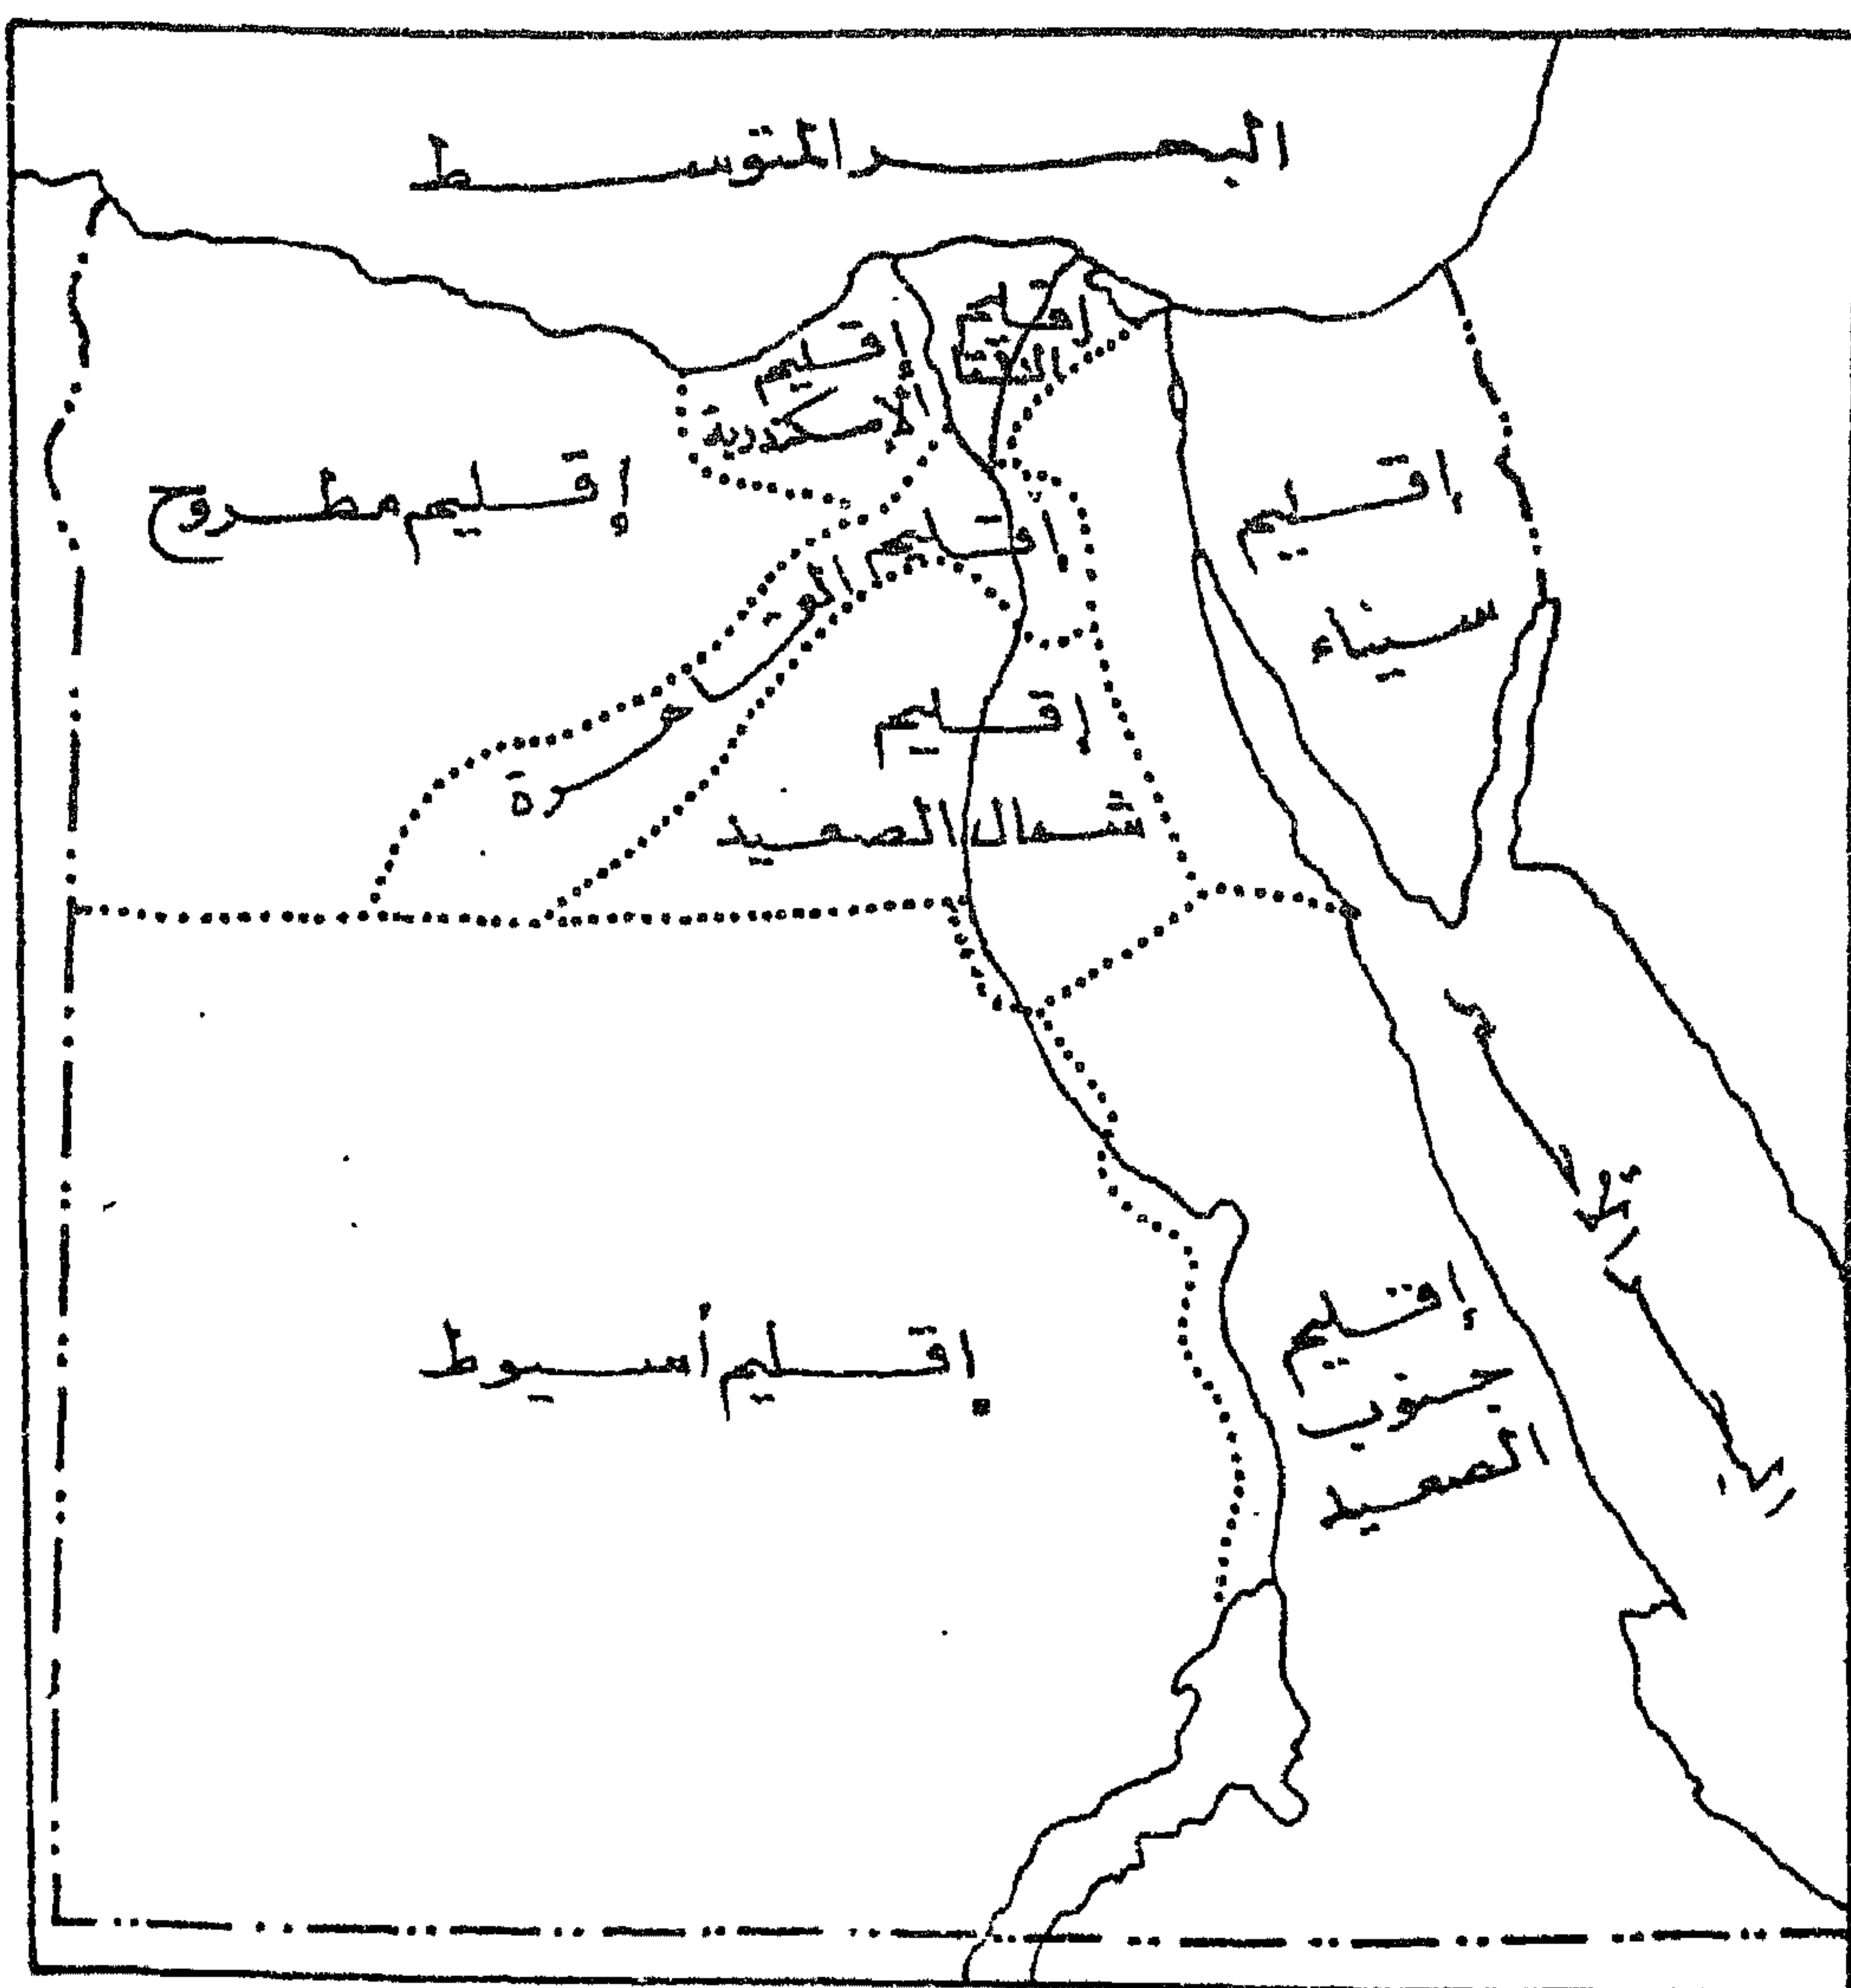 البحر المتوسط
إقليم
الدلتا
إقليم
الإسكندرية
إقليم مطروح
إقليم
سيناء
إقليم
القاهرة
إقليم
شمال الصعيد
البحر الأحمر
إقليم أسيوط
إقليم
جنوب
الصعيد